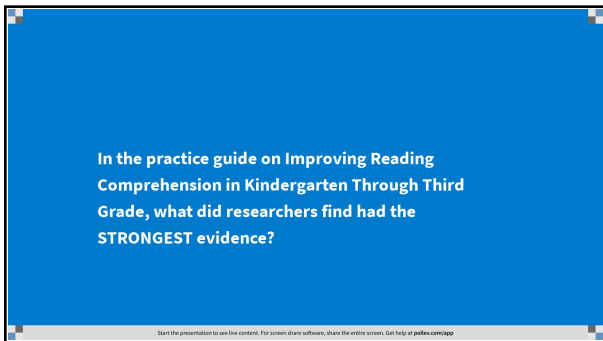 In the practice guide on Improving Reading
Comprehension in Kindergarten Through Third
Grade, what did researchers find had the
STRONGEST evidence?
Start the presentation to see live content. For screen share software, share the entire screen. Get help at pollev.com/app